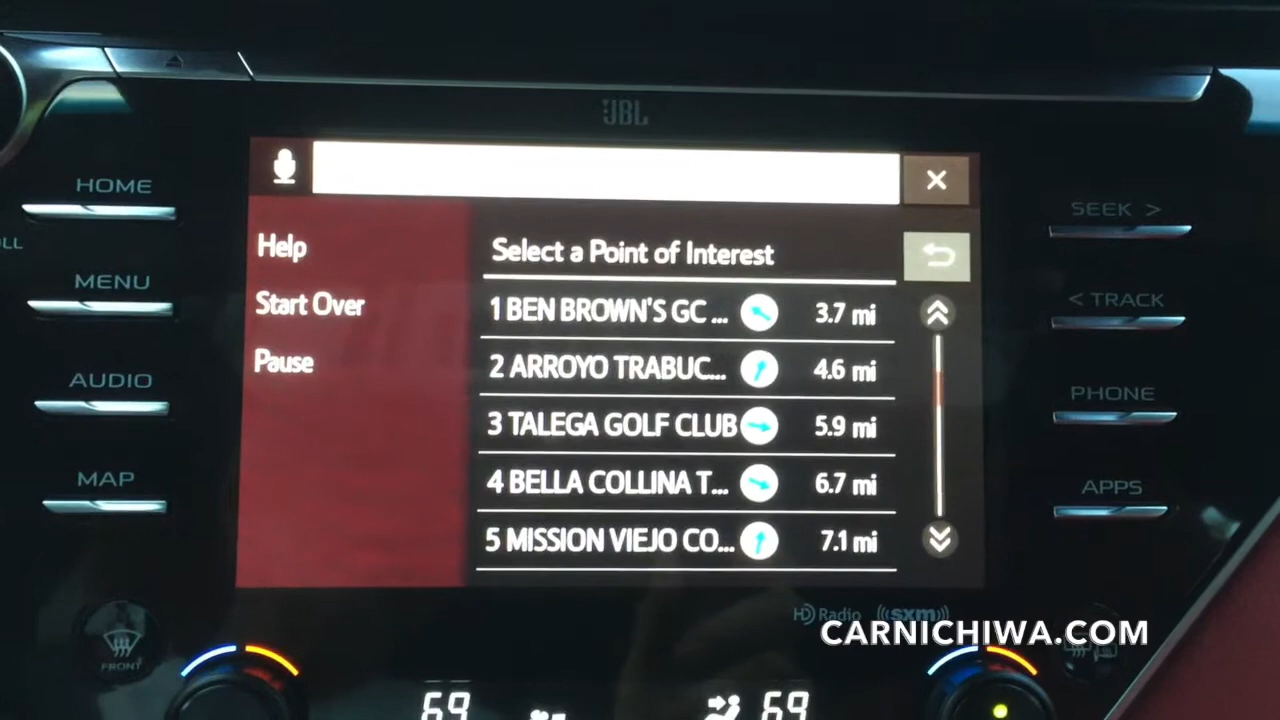 JBL
HOME
MENU
AUDIO
MAP
Help
Start Over
Pause
Select a Point of Interest
1 BEN BROWN'S GC ... 3.7 mi
2 ARROYO TRABUC... 4.6 mi
3 TALEGA GOLF CLUB 5.9 mi
4 BELLA COLLINA T... 6.7 mi
5 MISSION VIEJO CO... 7.1 mi
SEEK >
< TRACK
PHONE
APPS
HD Radio ((sxm))
CARNICHIWA.COM
FRONT
69 69